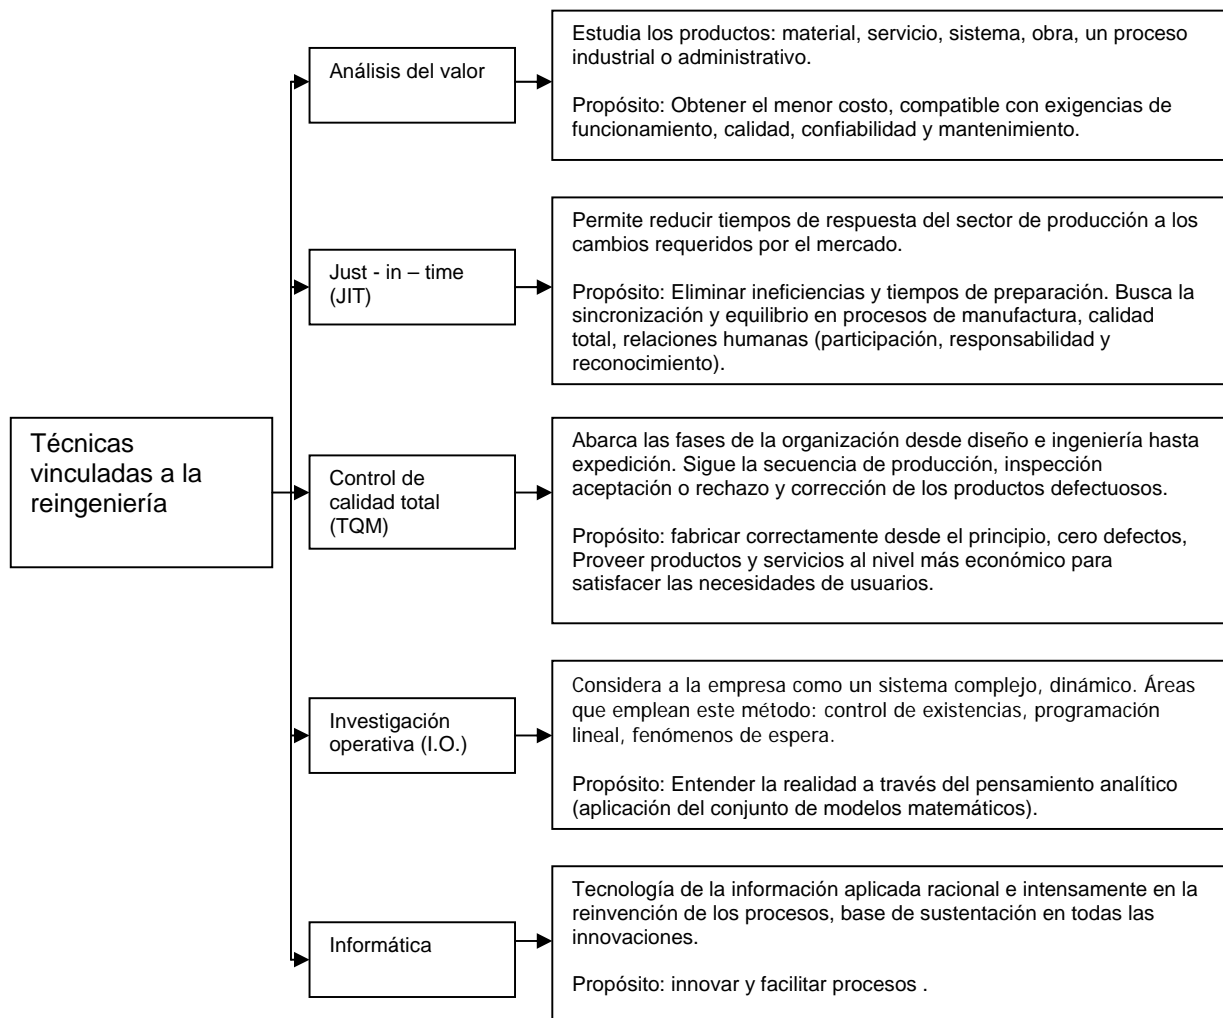 Técnicas
vinculadas a la
reingeniería
Análisis del valor
Estudia los productos: material, servicio, sistema, obra, un proceso
industrial o administrativo.
Propósito: Obtener el menor costo, compatible con exigencias de
funcionamiento, calidad, confiabilidad y mantenimiento.
Just - in – time
(JIT)
Permite reducir tiempos de respuesta del sector de producción a los
cambios requeridos por el mercado.
Propósito: Eliminar ineficiencias y tiempos de preparación. Busca la
sincronización y equilibrio en procesos de manufactura, calidad
total, relaciones humanas (participación, responsabilidad y
reconocimiento).
Control de
calidad total
(TQM)
Abarca las fases de la organización desde diseño e ingeniería hasta
expedición. Sigue la secuencia de producción, inspección
aceptación o rechazo y corrección de los productos defectuosos.
Propósito: fabricar correctamente desde el principio, cero defectos,
Proveer productos y servicios al nivel más económico para
satisfacer las necesidades de usuarios.
Investigación
operativa (I.O.)
Considera a la empresa como un sistema complejo, dinámico. Áreas
que emplean este método: control de existencias, programación
lineal, fenómenos de espera.
Propósito: Entender la realidad a través del pensamiento analítico
(aplicación del conjunto de modelos matemáticos).
Informática
Tecnología de la información aplicada racional e intensamente en la
reinvención de los procesos, base de sustentación en todas las
innovaciones.
Propósito: innovar y facilitar procesos .